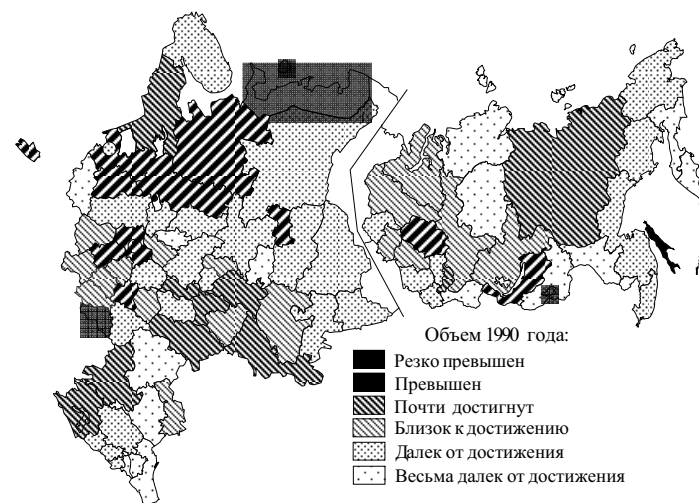 Объем 1990 года:
Резко превышен
Превышен
Почти достигнут
Близок к достижению
Далек от достижения
Весьма далек от достижения